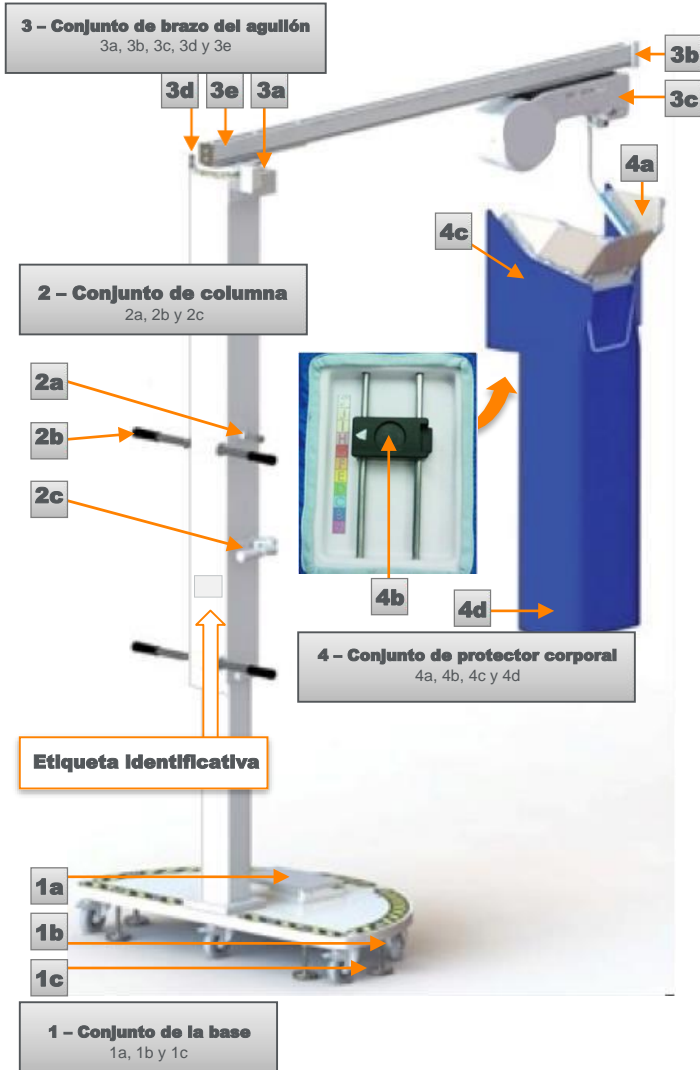 3 – Conjunto de brazo del aguilón
3a, 3b, 3c, 3d y 3e
3d 3e 3a
3b
3c
4a
4c
2 – Conjunto de columna
2a, 2b y 2c
2a
2b
2c
4b
4d
4 – Conjunto de protector corporal
4a, 4b, 4c y 4d
Etiqueta identificativa
1a
1b
1c
1 – Conjunto de la base
1a, 1b y 1c